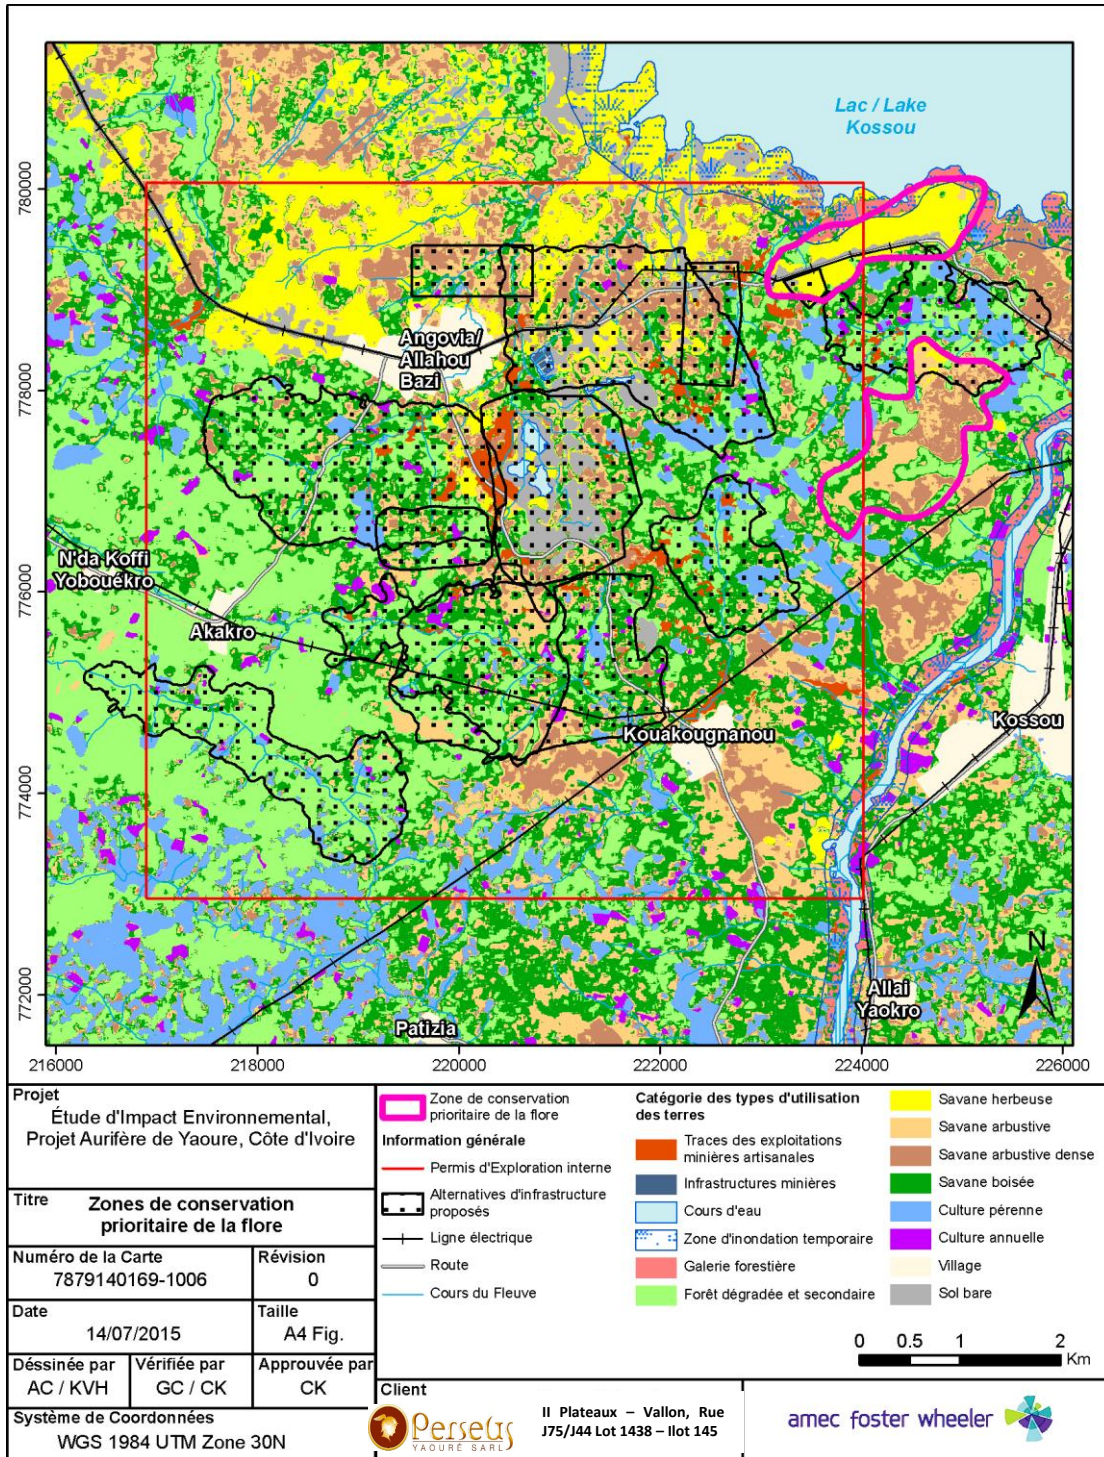 Lac / Lake
Kossou
780000
778000
776000
774000
772000
Angovia/
Allahou
Bazi
N'da Koffi
Yobouékro
Akakro
Kouakougnanou
Kossou
Allai
Yaokro
Patizia
N
216000
218000
220000
222000
224000
226000
Projet
Étude d'Impact Environnemental,
Projet Aurifère de Yaoure, Côte d'Ivoire
Titre
Zones de conservation
prioritaire de la flore
Numéro de la Carte
7879140169-1006
Révision
0
Date
14/07/2015
Taille
A4 Fig.
Déssinée par
AC / KVH
Vérifiée par
GC / CK
Approuvée par
CK
Système de Coordonnées
WGS 1984 UTM Zone 30N
Zone de conservation
prioritaire de la flore
Information générale
Permis d'Exploration interne
Alternatives d'infrastructure
proposés
Ligne électrique
Route
Cours du Fleuve
Catégorie des types d'utilisation
des terres
Traces des exploitations
minières artisanales
Infrastructures minières
Cours d'eau
Zone d'inondation temporaire
Galerie forestière
Forêt dégradée et secondaire
Savane herbeuse
Savane arbustive
Savane arbustive dense
Savane boisée
Culture pérenne
Culture annuelle
Village
Sol bare
0 0.5 1 2
Km
Client
Perseus
YAOURÉ SARL
II Plateaux – Vallon, Rue
J75/J44 Lot 1438 – Ilot 145
amec foster wheeler